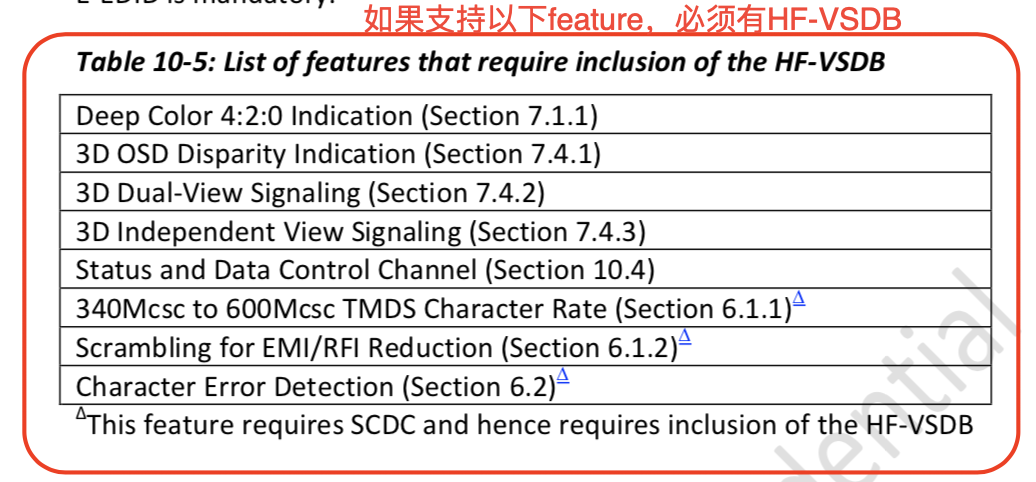 E-EDID is mandatory.
如果支持以下feature，必须有HF-VSDB
Table 10-5: List of features that require inclusion of the HF-VSDB
Deep Color 4:2:0 Indication (Section 7.1.1)
3D OSD Disparity Indication (Section 7.4.1)
3D Dual-View Signaling (Section 7.4.2)
3D Independent View Signaling (Section 7.4.3)
Status and Data Control Channel (Section 10.4)
340Mcsc to 600Mcsc TMDS Character Rate (Section 6.1.1)Δ
Scrambling for EMI/RFI Reduction (Section 6.1.2)Δ
Character Error Detection (Section 6.2)Δ
ΔThis feature requires SCDC and hence requires inclusion of the HF-VSDB
dential